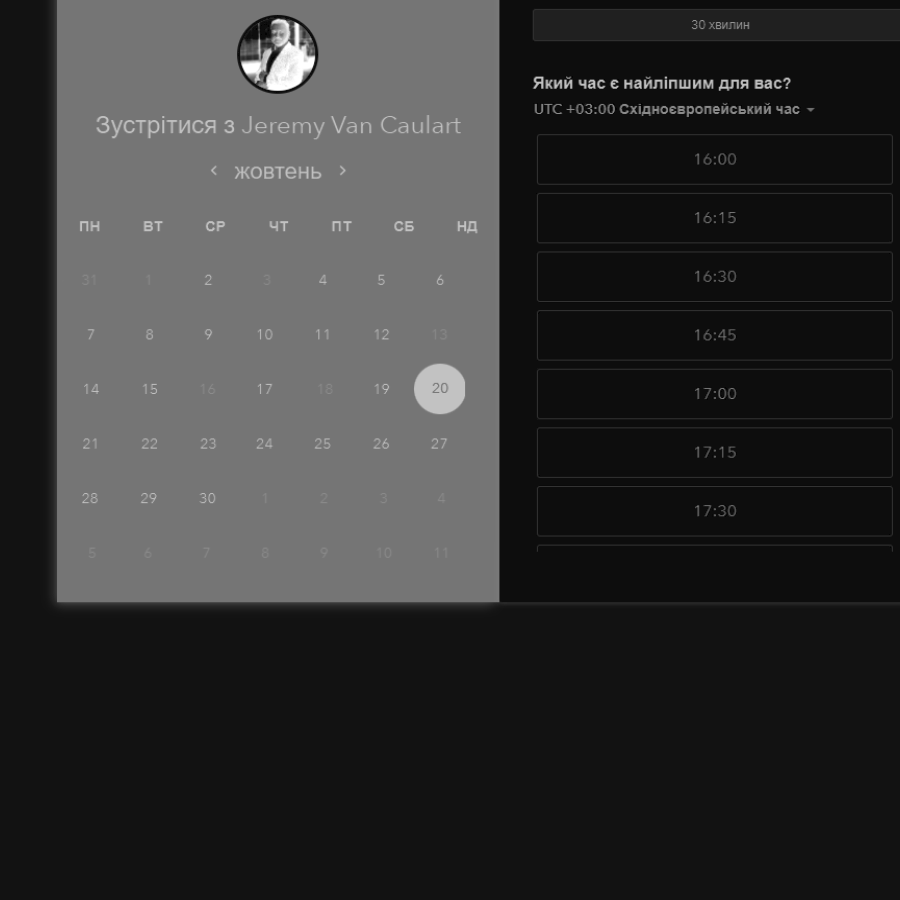 Зустрітися з Jeremy Van Caulart
жовтень
ПН ВТ СР ЧТ ПТ СБ НД
31 1 2 3 4 5 6
7 8 9 10 11 12 13
14 15 16 17 18 19 20
21 22 23 24 25 26 27
28 29 30 1 2 3 4
5 6 7 8 9 10 11
30 хвилин
Який час є найліпшим для вас?
UTC +03:00 Східноєвропейський час
16:00
16:15
16:30
16:45
17:00
17:15
17:30